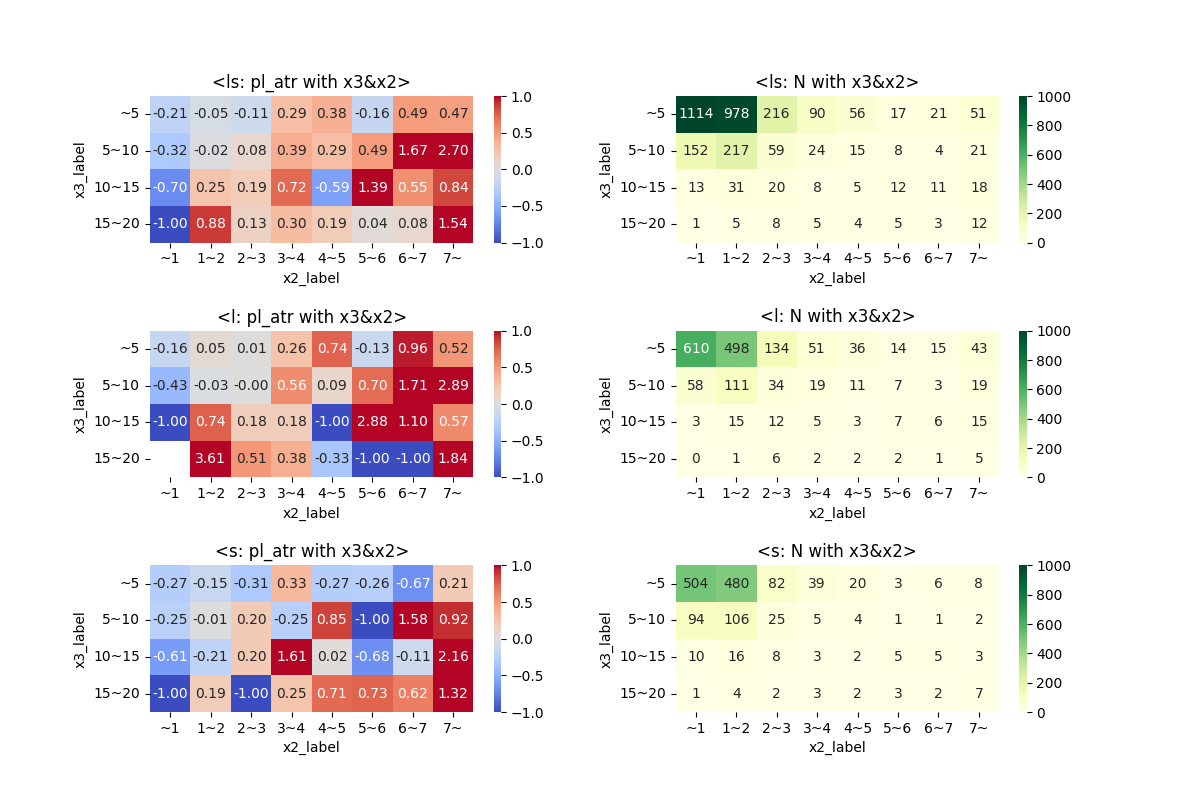 <ls: pl_atr with x3&x2>
x3_label
~5 -0.21 -0.05 -0.11 0.29 0.38 -0.16 0.49 0.47
5~10 -0.32 -0.02 0.08 0.39 0.29 0.49 1.67 2.70
10~15 -0.70 0.25 0.19 0.72 -0.59 1.39 0.55 0.84
15~20 -1.00 0.88 0.13 0.30 0.19 0.04 0.08 1.54
~1 1~2 2~3 3~4 4~5 5~6 6~7 7~
x2_label
1.0
0.5
0.0
−0.5
−1.0
<ls: N with x3&x2>
x3_label
~5 1114 978 216 90 56 17 21 51
5~10 152 217 59 24 15 8 4 21
10~15 13 31 20 8 5 12 11 18
15~20 1 5 8 5 4 5 3 12
~1 1~2 2~3 3~4 4~5 5~6 6~7 7~
x2_label
1000
800
600
400
200
0
<l: pl_atr with x3&x2>
x3_label
~5 -0.16 0.05 0.01 0.26 0.74 -0.13 0.96 0.52
5~10 -0.43 -0.03 -0.00 0.56 0.09 0.70 1.71 2.89
10~15 -1.00 0.74 0.18 0.18 -1.00 2.88 1.10 0.57
15~20 3.61 0.51 0.38 -0.33 -1.00 -1.00 1.84
~1 1~2 2~3 3~4 4~5 5~6 6~7 7~
x2_label
1.0
0.5
0.0
−0.5
−1.0
<l: N with x3&x2>
x3_label
~5 610 498 134 51 36 14 15 43
5~10 58 111 34 19 11 7 3 19
10~15 3 15 12 5 3 7 6 15
15~20 0 1 6 2 2 2 1 5
~1 1~2 2~3 3~4 4~5 5~6 6~7 7~
x2_label
1000
800
600
400
200
0
<s: pl_atr with x3&x2>
x3_label
~5 -0.27 -0.15 -0.31 0.33 -0.27 -0.26 -0.67 0.21
5~10 -0.25 -0.01 0.20 -0.25 0.85 -1.00 1.58 0.92
10~15 -0.61 -0.21 0.20 1.61 0.02 -0.68 -0.11 2.16
15~20 -1.00 0.19 -1.00 0.25 0.71 0.73 0.62 1.32
~1 1~2 2~3 3~4 4~5 5~6 6~7 7~
x2_label
1.0
0.5
0.0
−0.5
−1.0
<s: N with x3&x2>
x3_label
~5 504 480 82 39 20 3 6 8
5~10 94 106 25 5 4 1 1 2
10~15 10 16 8 3 2 5 5 3
15~20 1 4 2 3 2 3 2 7
~1 1~2 2~3 3~4 4~5 5~6 6~7 7~
x2_label
1000
800
600
400
200
0